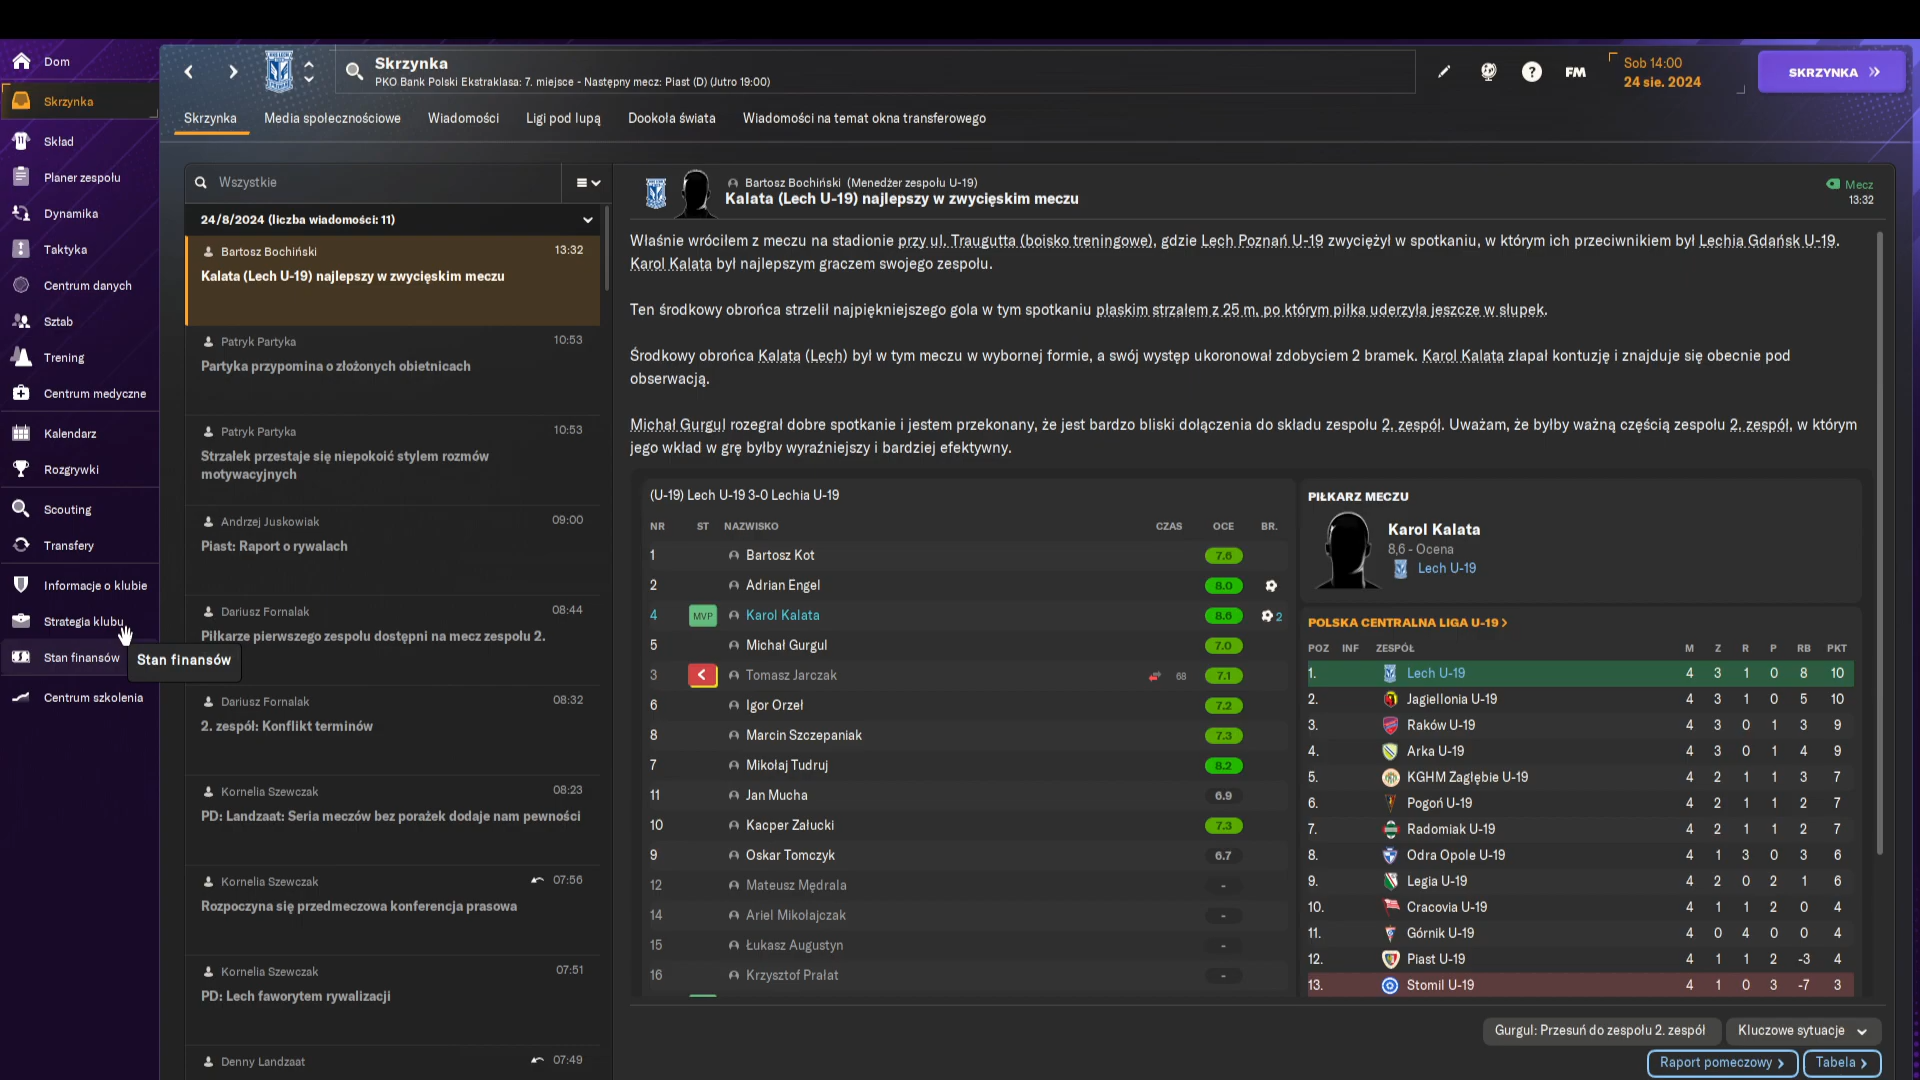 Dom
Skrzynka
Skład
Planer zespołu
Dynamika
Taktyka
Centrum danych
Sztab
Trening
Centrum medyczne
Kalendarz
Rozgrywki
Scouting
Transfery
Informacje o klubie
Strategia klubu
Stan finansów
Stan finansów
Centrum szkolenia
Skrzynka
PKO Bank Polski Ekstraklasa: 7. miejsce - Następny mecz: Piast (D) (Jutro 19:00)
FM
Sob 14:00
24 sie. 2024
SKRZYNKA
Skrzynka Media społecznościowe Wiadomości Ligi pod lupą Dookoła świata Wiadomości na temat okna transferowego
Wszystkie
24/8/2024 (liczba wiadomości: 11)
Bartosz Bochiński 13:32
Kalata (Lech U-19) najlepszy w zwycięskim meczu
Patryk Partyka 10:53
Partyka przypomina o złożonych obietnicach
Patryk Partyka 10:53
Strzałek przestaje się niepokoić stylem rozmów
motywacyjnych
Andrzej Juskowiak 09:00
Piast: Raport o rywalach
Dariusz Fornalak 08:44
Piłkarze pierwszego zespołu dostępni na mecz zespołu 2.
Dariusz Fornalak 08:32
2. zespół: Konflikt terminów
Kornelia Szewczak 08:23
PD: Landzaat: Seria meczów bez porażek dodaje nam pewności
Kornelia Szewczak 07:56
Rozpoczyna się przedmeczowa konferencja prasowa
Kornelia Szewczak 07:51
PD: Lech faworytem rywalizacji
Denny Landzaat 07:49
Bartosz Bochiński (Menedżer zespołu U-19)
Kalata (Lech U-19) najlepszy w zwycięskim meczu
Mecz
13:32
Właśnie wróciłem z meczu na stadionie przy ul. Traugutta (boisko treningowe), gdzie Lech Poznań U-19 zwyciężył w spotkaniu, w którym ich przeciwnikiem był Lechia Gdańsk U-19.
Karol Kalata był najlepszym graczem swojego zespołu.
Ten środkowy obrońca strzelił najpiękniejszego gola w tym spotkaniu płaskim strzałem z 25 m, po którym piłka uderzyła jeszcze w słupek.
Środkowy obrońca Kalata (Lech) był w tym meczu w wybornej formie, a swój występ ukoronował zdobyciem 2 bramek. Karol Kalata złapał kontuzję i znajduje się obecnie pod
obserwacją.
Michał Gurgul rozegrał dobre spotkanie i jestem przekonany, że jest bardzo bliski dołączenia do składu zespołu 2. zespół. Uważam, że byłby ważną częścią zespołu 2. zespół, w którym
jego wkład w grę byłby wyraźniejszy i bardziej efektywny.
(U-19) Lech U-19 3-0 Lechia U-19
NR ST NAZWISKO CZAS OCE BR.
1 Bartosz Kot 7.6
2 Adrian Engel 8.0
4 MVP Karol Kalata 8.6 2
5 Michał Gurgul 7.0
3 Tomasz Jarczak 68 7.1
6 Igor Orzeł 7.2
8 Marcin Szczepaniak 7.3
7 Mikołaj Tudruj 8.2
11 Jan Mucha 6.9
10 Kacper Załucki 7.3
9 Oskar Tomczyk 6.7
12 Mateusz Mędrala -
14 Ariel Mikołajczak -
15 Łukasz Augustyn -
16 Krzysztof Prałat -
PIŁKARZ MECZU
Karol Kalata
8,6 - Ocena
Lech U-19
POLSKA CENTRALNA LIGA U-19 >
POZ INF ZESPÓŁ M Z R P RB PKT
1. Lech U-19 4 3 1 0 8 10
2. Jagiellonia U-19 4 3 1 0 5 10
3. Raków U-19 4 3 0 1 3 9
4. Arka U-19 4 3 0 1 4 9
5. KGHM Zagłębie U-19 4 2 1 1 3 7
6. Pogoń U-19 4 2 1 1 2 7
7. Radomiak U-19 4 2 1 1 2 7
8. Odra Opole U-19 4 1 3 0 3 6
9. Legia U-19 4 2 0 2 1 6
10. Cracovia U-19 4 1 1 2 0 4
11. Górnik U-19 4 0 4 0 0 4
12. Piast U-19 4 1 1 2 -3 4
13. Stomil U-19 4 1 0 3 -7 3
Gurgul: Przesuń do zespołu 2. zespół Kluczowe sytuacje
Raport pomeczowy > Tabela >